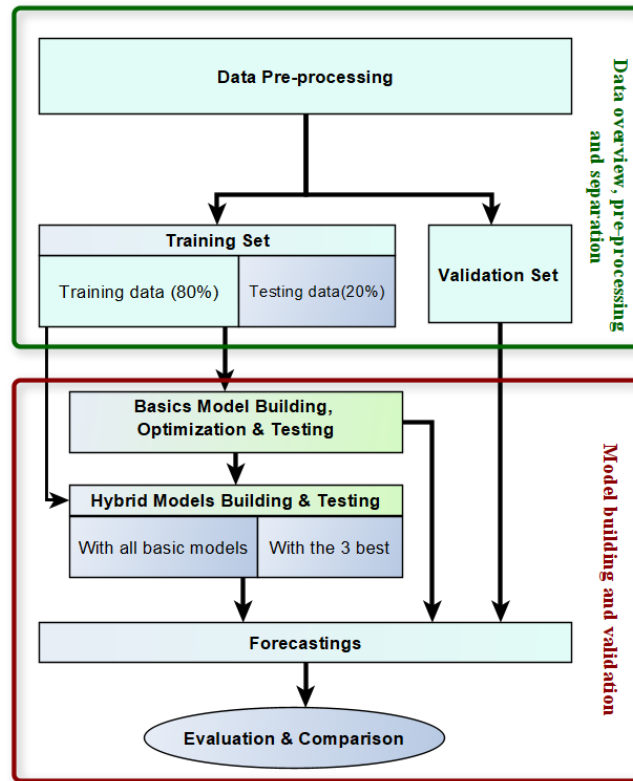 Data Pre-processing
Data overview, pre-processing
and separation
Training Set
Training data (80%)
Testing data(20%)
Validation Set
Basics Model Building,
Optimization & Testing
Hybrid Models Building & Testing
With all basic models
With the 3 best
Model building and validation
Forecastings
Evaluation & Comparison